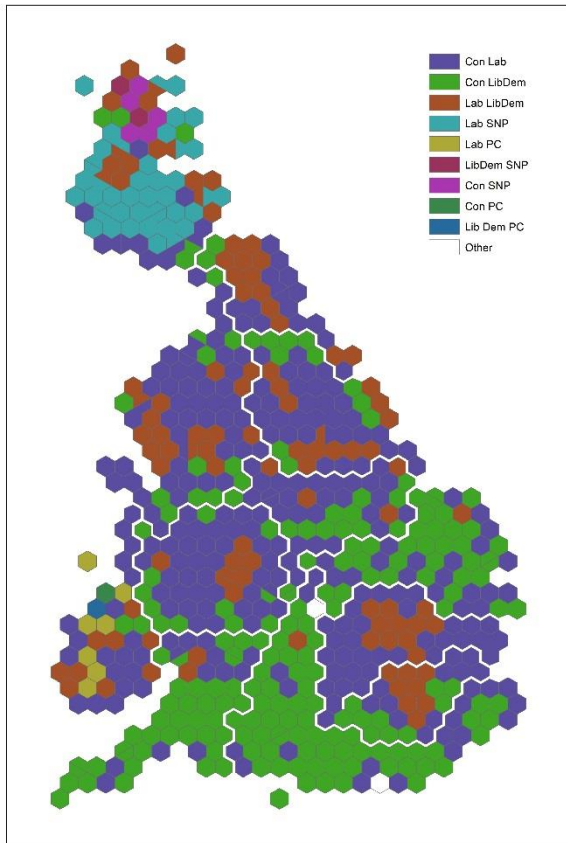 Con Lab
Con LibDem
Lab LibDem
Lab SNP
Lab PC
LibDem SNP
Con SNP
Con PC
Lib Dem PC
Other